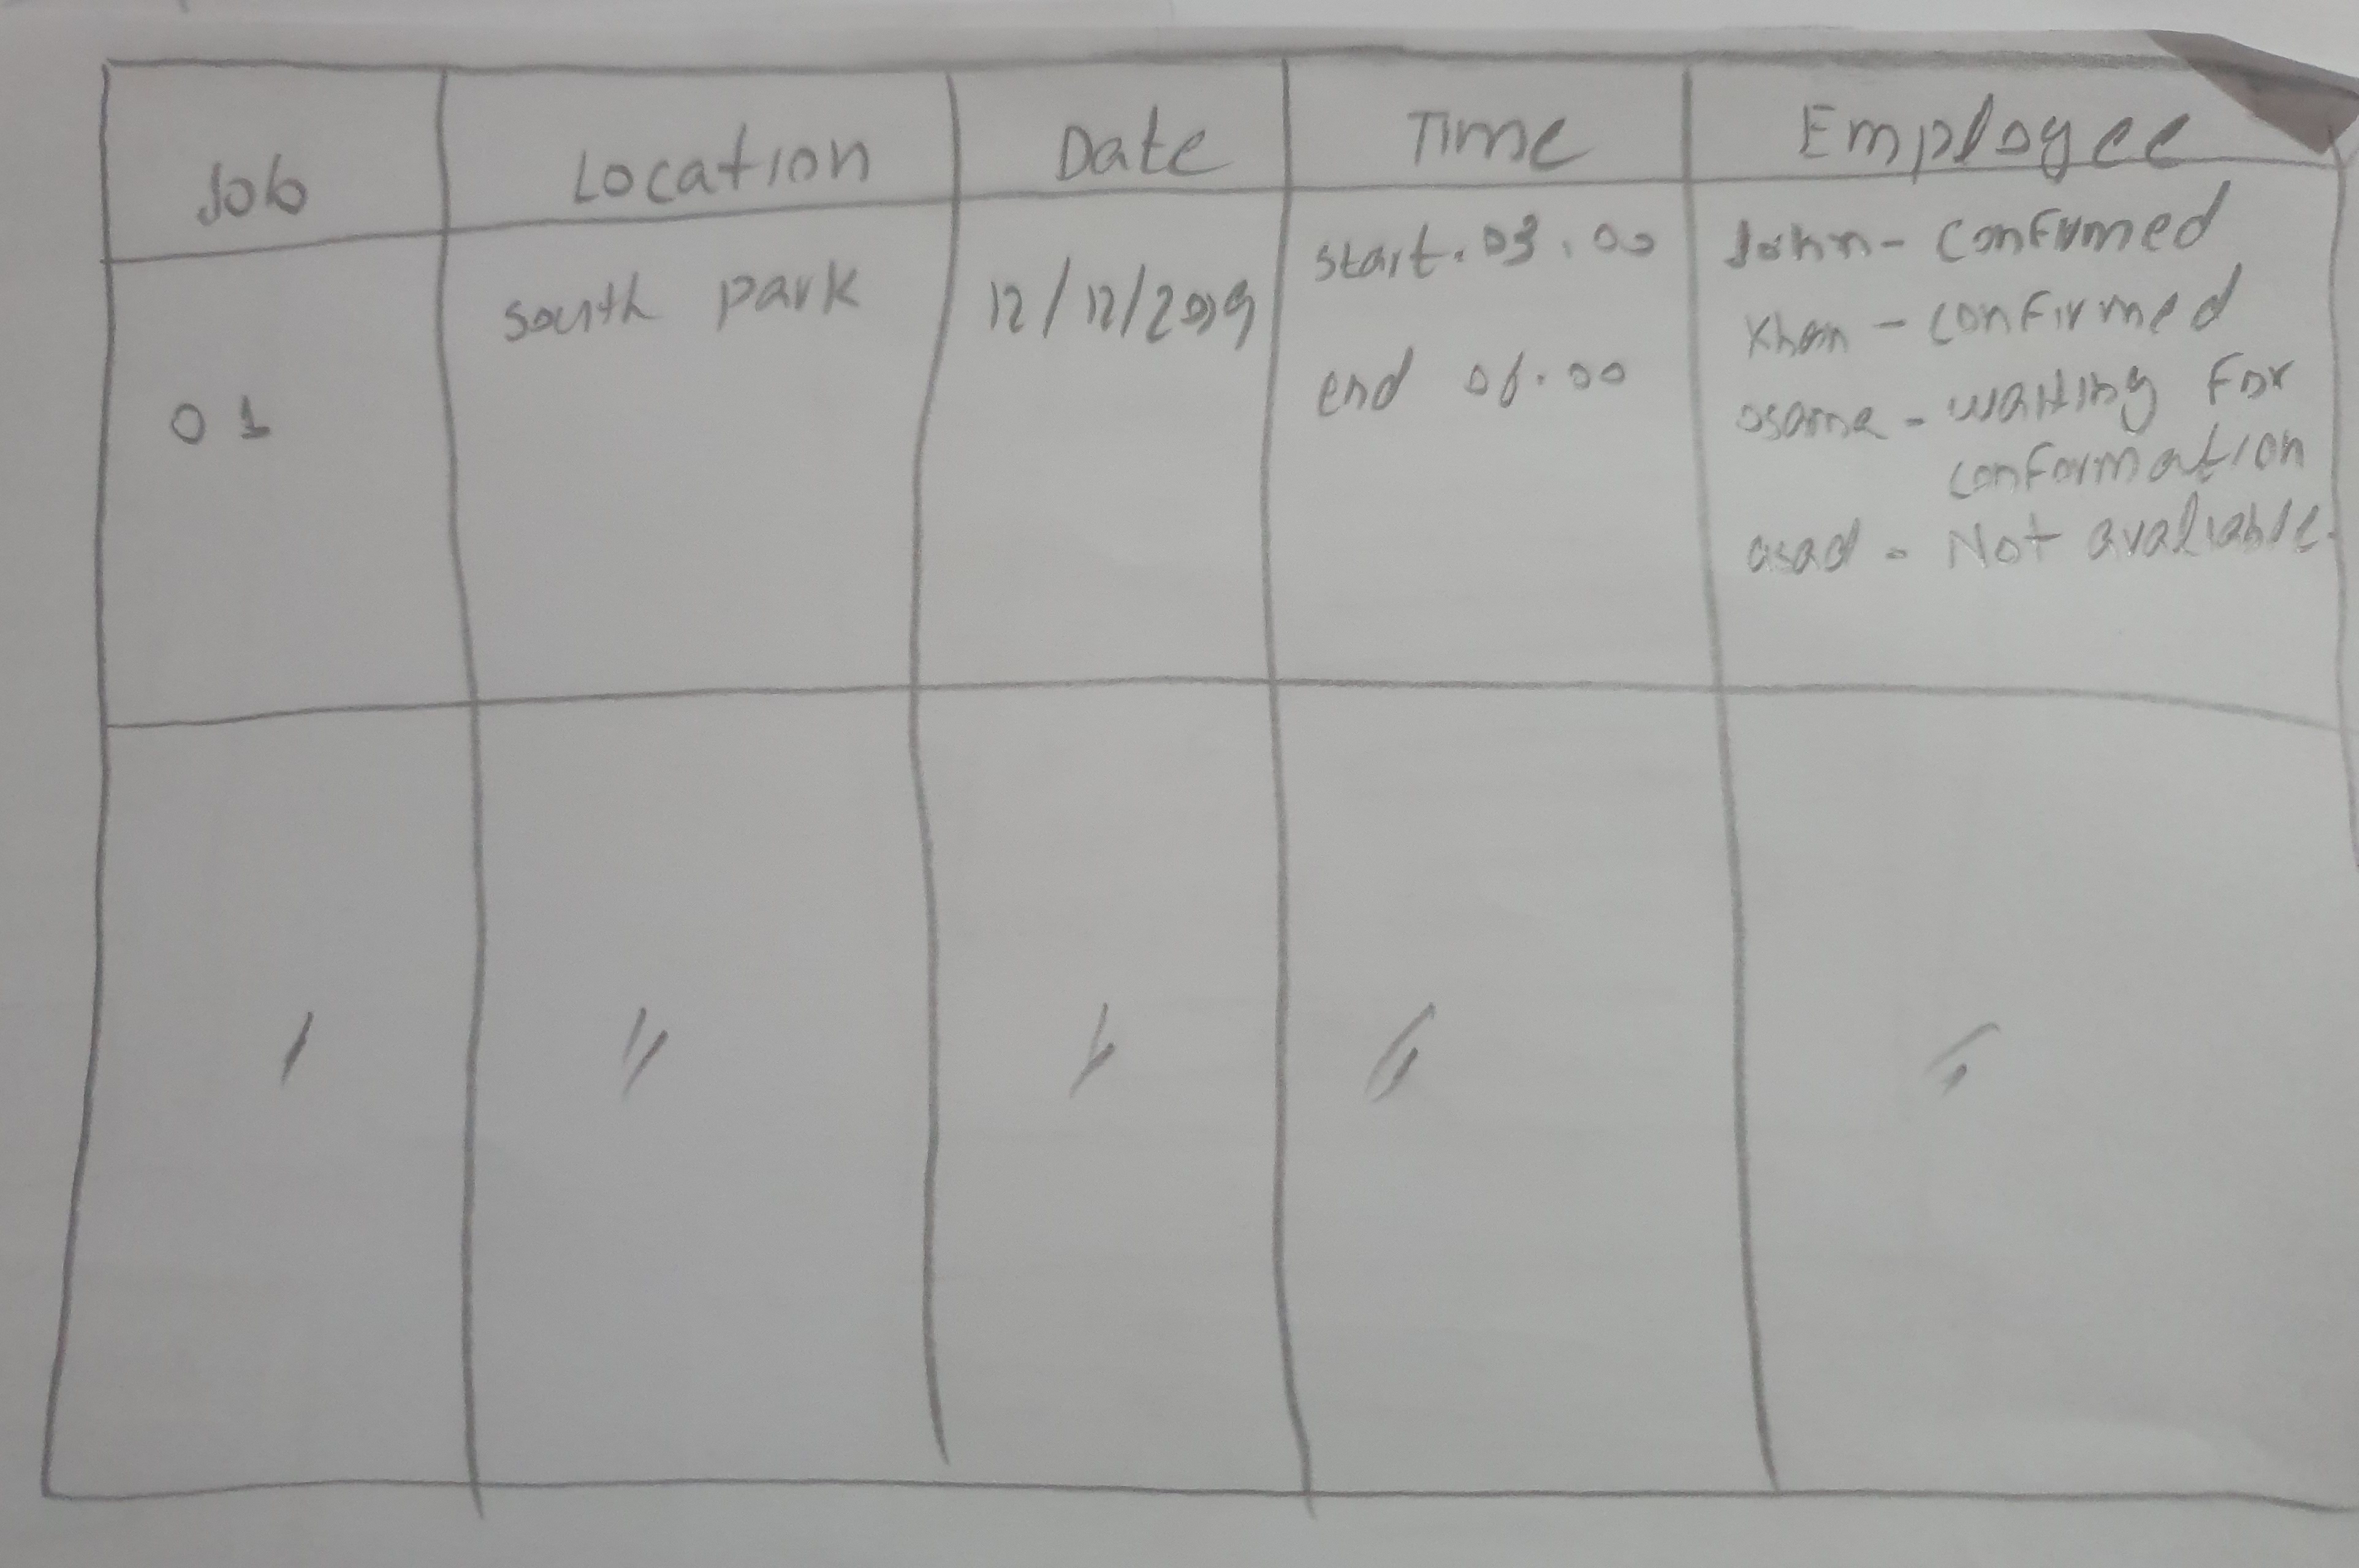 Job Location Date Time Employee
01
south park
12/12/2019
start. 03.00
end 06.00
John - confirmed
Khan - confirmed
osama - waiting for
conformation
asad - Not avaliable.